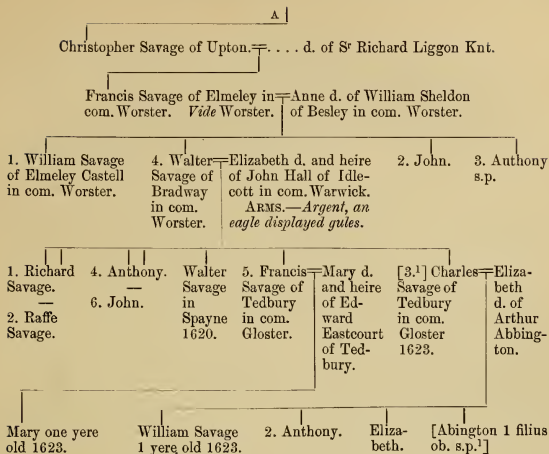 A
Christopher Savage of Upton.=. . . . d. of Sr Richard Liggon Knt.
Francis Savage of Elmeley in=Anne d. of William Sheldon
com. Worster. Vide Worster. of Besley in com. Worster.
1. William Savage
of Elmeley Castell
in com. Worster.
4. Walter=Elizabeth d. and heire
Savage of of John Hall of Idle-
Bradway cott in com. Warwick.
in com. ARMS.—Argent, an
Worster. eagle displayed gules.
2. John.
3. Anthony
s.p.
1. Richard
Savage.
—
2. Raffe
Savage.
4. Anthony.
—
6. John.
Walter
Savage
in
Spayne
1620.
5. Francis=Mary d.
Savage of and heire
Tedbury of Ed-
in com. ward
Gloster. Eastcourt
of Ted-
bury.
[3.1] Charles=Eliza-
Savage of beth
Tedbury d. of
in com. Arthur
Gloster Abbing-
1623. ton.
Mary one yere
old 1623.
William Savage
1 yere old 1623.
2. Anthony.
Eliza-
beth.
[Abington 1 filius
ob. s.p.1]